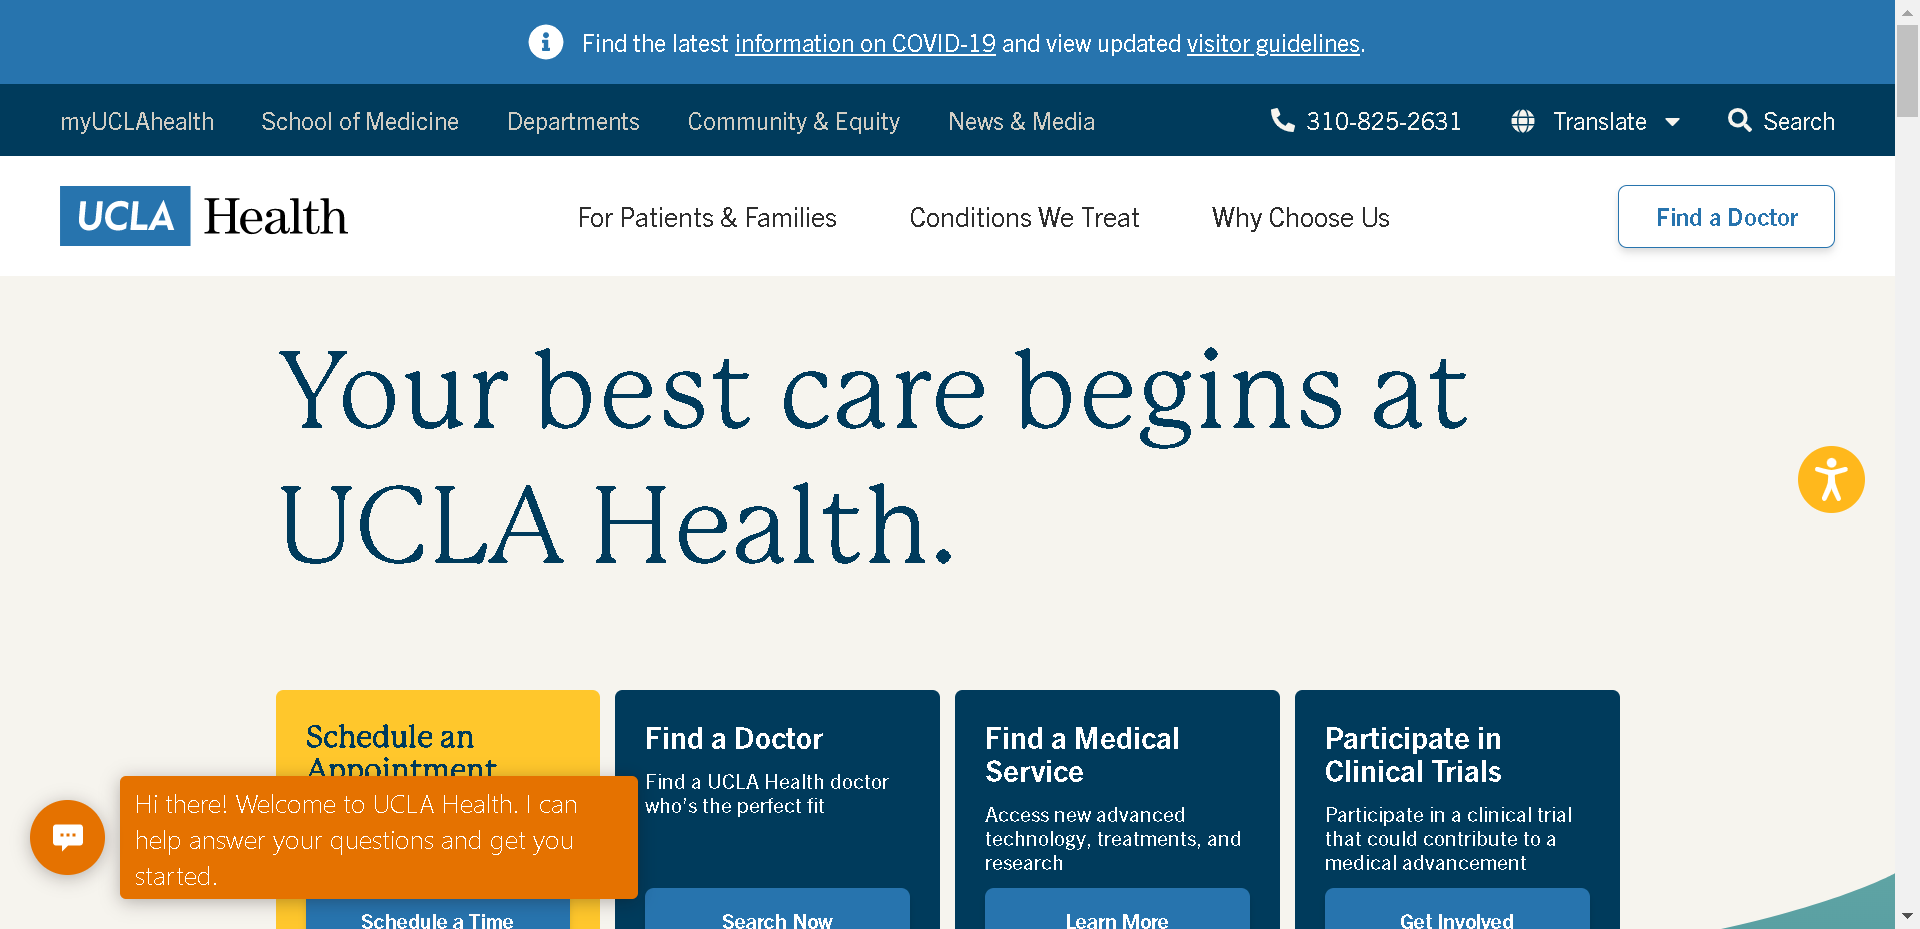 Find the latest information on COVID-19 and view updated visitor guidelines.
myUCLAhealth School of Medicine Departments Community & Equity News & Media 310-825-2631 Translate Search
UCLA Health For Patients & Families Conditions We Treat Why Choose Us Find a Doctor
Your best care begins at
UCLA Health.
Schedule an
Appointment
Hi there! Welcome to UCLA Health. I can
help answer your questions and get you
started.
Schedule a Time
Find a Doctor
Find a UCLA Health doctor
who's the perfect fit
Search Now
Find a Medical
Service
Access new advanced
technology, treatments, and
research
Learn More
Participate in
Clinical Trials
Participate in a clinical trial
that could contribute to a
medical advancement
Get Involved